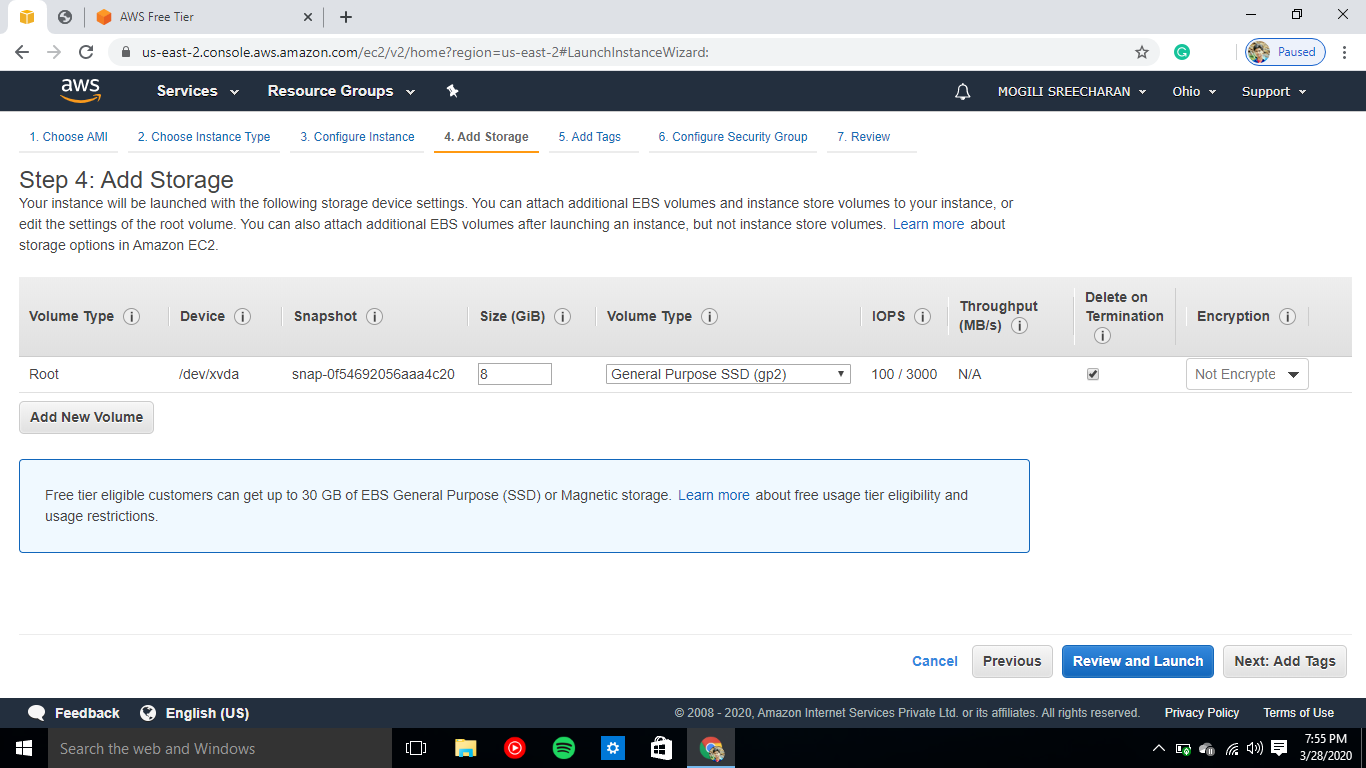 AWS Free Tier
us-east-2.console.aws.amazon.com/ec2/v2/home?region=us-east-2#LaunchInstanceWizard:
Paused
aws
Services
Resource Groups
MOGILI SREECHARAN
Ohio
Support
1. Choose AMI
2. Choose Instance Type
3. Configure Instance
4. Add Storage
5. Add Tags
6. Configure Security Group
7. Review
Step 4: Add Storage
Your instance will be launched with the following storage device settings. You can attach additional EBS volumes and instance store volumes to your instance, or
edit the settings of the root volume. You can also attach additional EBS volumes after launching an instance, but not instance store volumes. Learn more about
storage options in Amazon EC2.
Volume Type
Device
Snapshot
Size (GiB)
Volume Type
IOPS
Throughput
(MB/s)
Delete on
Termination
Encryption
Root
/dev/xvda
snap-0f54692056aaa4c20
8
General Purpose SSD (gp2)
100 / 3000
N/A
Not Encrypte
Add New Volume
Free tier eligible customers can get up to 30 GB of EBS General Purpose (SSD) or Magnetic storage. Learn more about free usage tier eligibility and
usage restrictions.
Cancel
Previous
Review and Launch
Next: Add Tags
Feedback
English (US)
© 2008 - 2020, Amazon Internet Services Private Ltd. or its affiliates. All rights reserved.
Privacy Policy
Terms of Use
Search the web and Windows
7:55 PM
3/28/2020